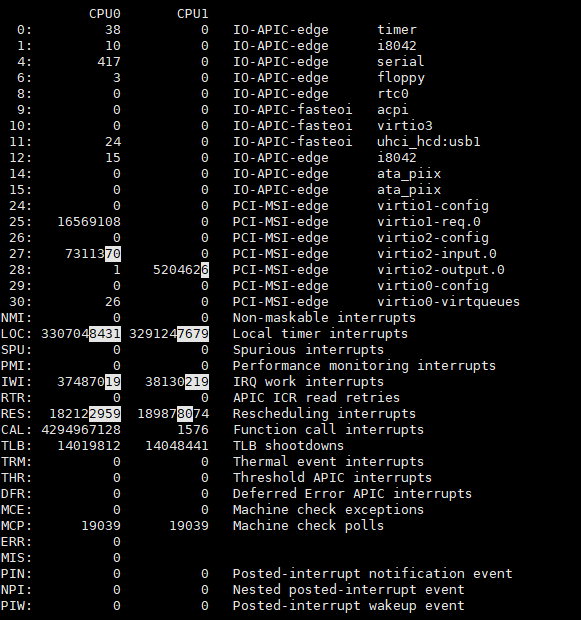 CPU0 CPU1
0: 38 0 IO-APIC-edge timer
1: 10 0 IO-APIC-edge i8042
4: 417 0 IO-APIC-edge serial
6: 3 0 IO-APIC-edge floppy
8: 0 0 IO-APIC-edge rtc0
9: 0 0 IO-APIC-fasteoi acpi
10: 0 0 IO-APIC-fasteoi virtio3
11: 24 0 IO-APIC-fasteoi uhci_hcd:usb1
12: 15 0 IO-APIC-edge i8042
14: 0 0 IO-APIC-edge ata_piix
15: 0 0 IO-APIC-edge ata_piix
24: 0 0 PCI-MSI-edge virtio1-config
25: 16569108 0 PCI-MSI-edge virtio1-req.0
26: 0 0 PCI-MSI-edge virtio2-config
27: 7311370 0 PCI-MSI-edge virtio2-input.0
28: 1 5204626 PCI-MSI-edge virtio2-output.0
29: 0 0 PCI-MSI-edge virtio0-config
30: 26 0 PCI-MSI-edge virtio0-virtqueues
NMI: 0 0 Non-maskable interrupts
LOC: 3307048431 3291247679 Local timer interrupts
SPU: 0 0 Spurious interrupts
PMI: 0 0 Performance monitoring interrupts
IWI: 37487019 38130219 IRQ work interrupts
RTR: 0 0 APIC ICR read retries
RES: 182122959 189878074 Rescheduling interrupts
CAL: 4294967128 1576 Function call interrupts
TLB: 14019812 14048441 TLB shootdowns
TRM: 0 0 Thermal event interrupts
THR: 0 0 Threshold APIC interrupts
DFR: 0 0 Deferred Error APIC interrupts
MCE: 0 0 Machine check exceptions
MCP: 19039 19039 Machine check polls
ERR: 0
MIS: 0
PIN: 0 0 Posted-interrupt notification event
NPI: 0 0 Nested posted-interrupt event
PIW: 0 0 Posted-interrupt wakeup event